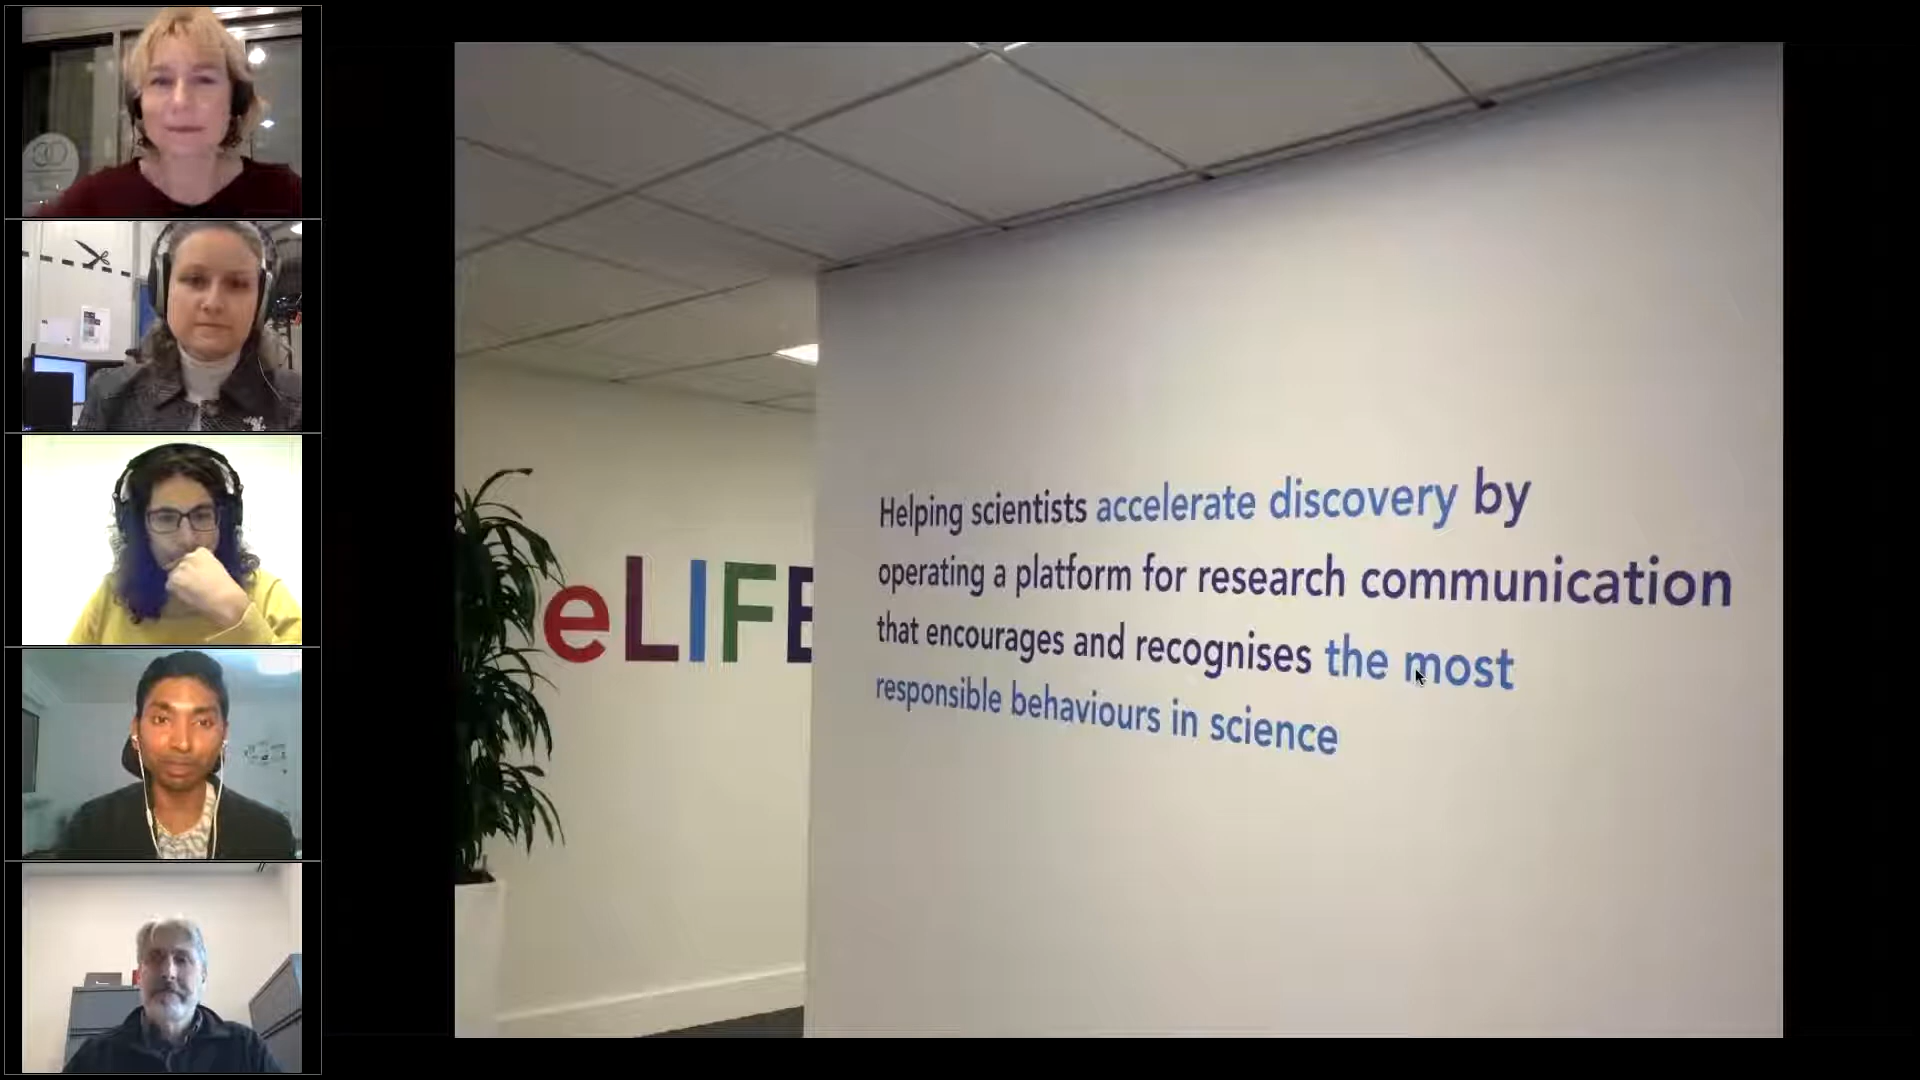 eLIFE
Helping scientists accelerate discovery by
operating a platform for research communication
that encourages and recognises the most
responsible behaviours in science